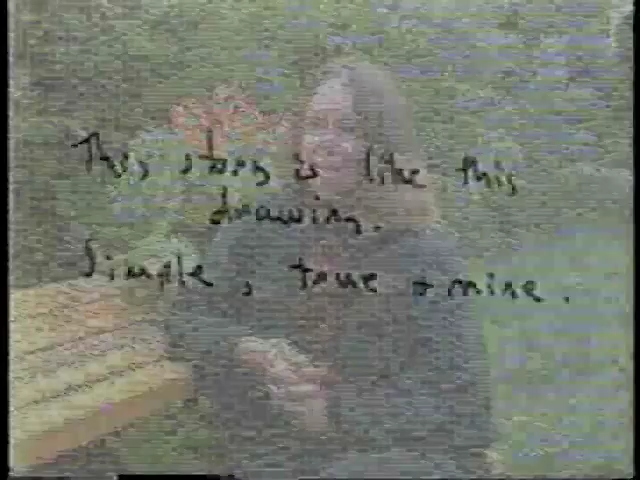 This story is like this
drawing.
Simple, true + mine.